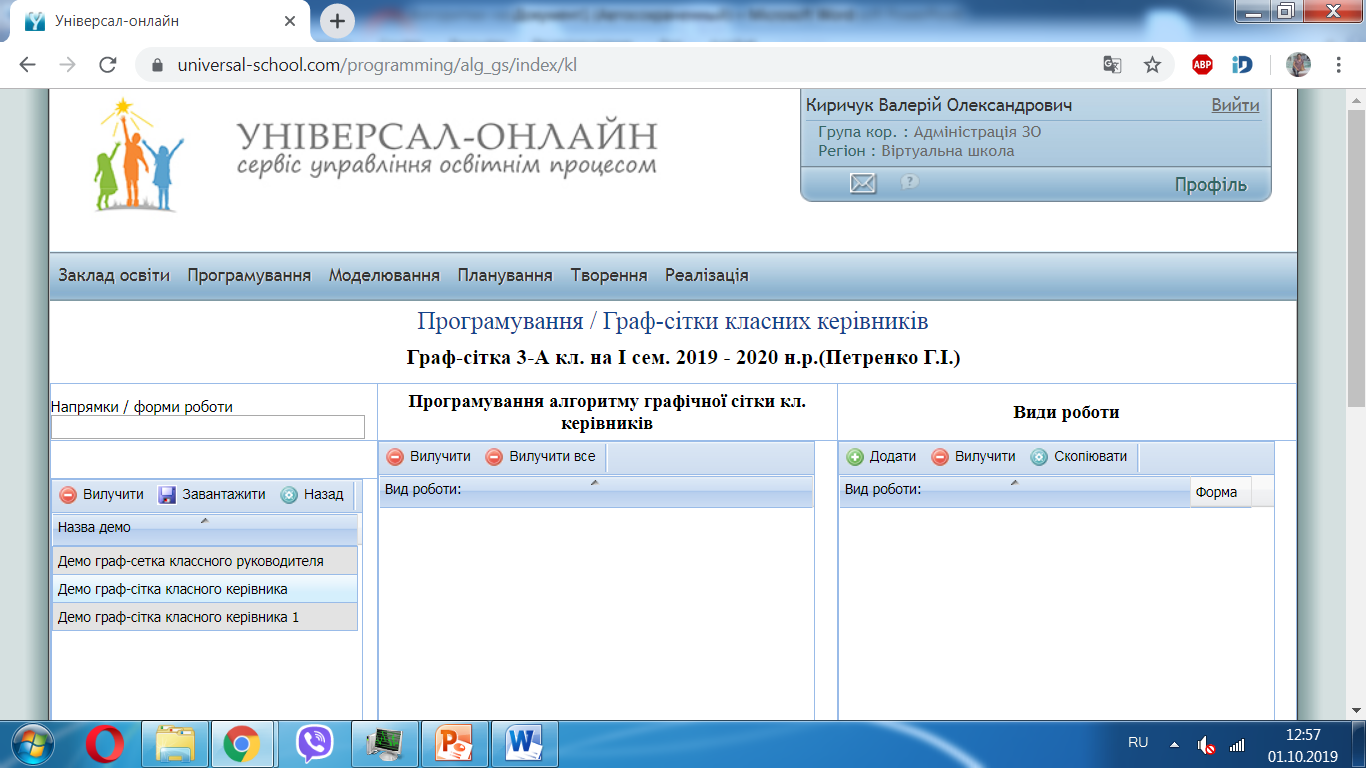 Універсал-онлайн
universal-school.com/programming/alg_gs/index/kl
ABP
УНІВЕРСАЛ-ОНЛАЙН
сервіс управління освітнім процесом
Киричук Валерій Олександрович Вийти
Група кор. : Адміністрація ЗО
Регіон : Віртуальна школа
Профіль
Заклад освіти Програмування Моделювання Планування Творення Реалізація
Програмування / Граф-сітки класних керівників
Граф-сітка 3-А кл. на І сем. 2019 - 2020 н.р.(Петренко Г.І.)
Напрямки / форми роботи
Програмування алгоритму графічної сітки кл.
керівників
Види роботи
Вилучити Вилучити все
Додати Вилучити Скопіювати
Вид роботи:
Вид роботи: Форма
Вилучити Завантажити Назад
Назва демо
Демо граф-сетка классного руководителя
Демо граф-сітка класного керівника
Демо граф-сітка класного керівника 1
RU
12:57
01.10.2019